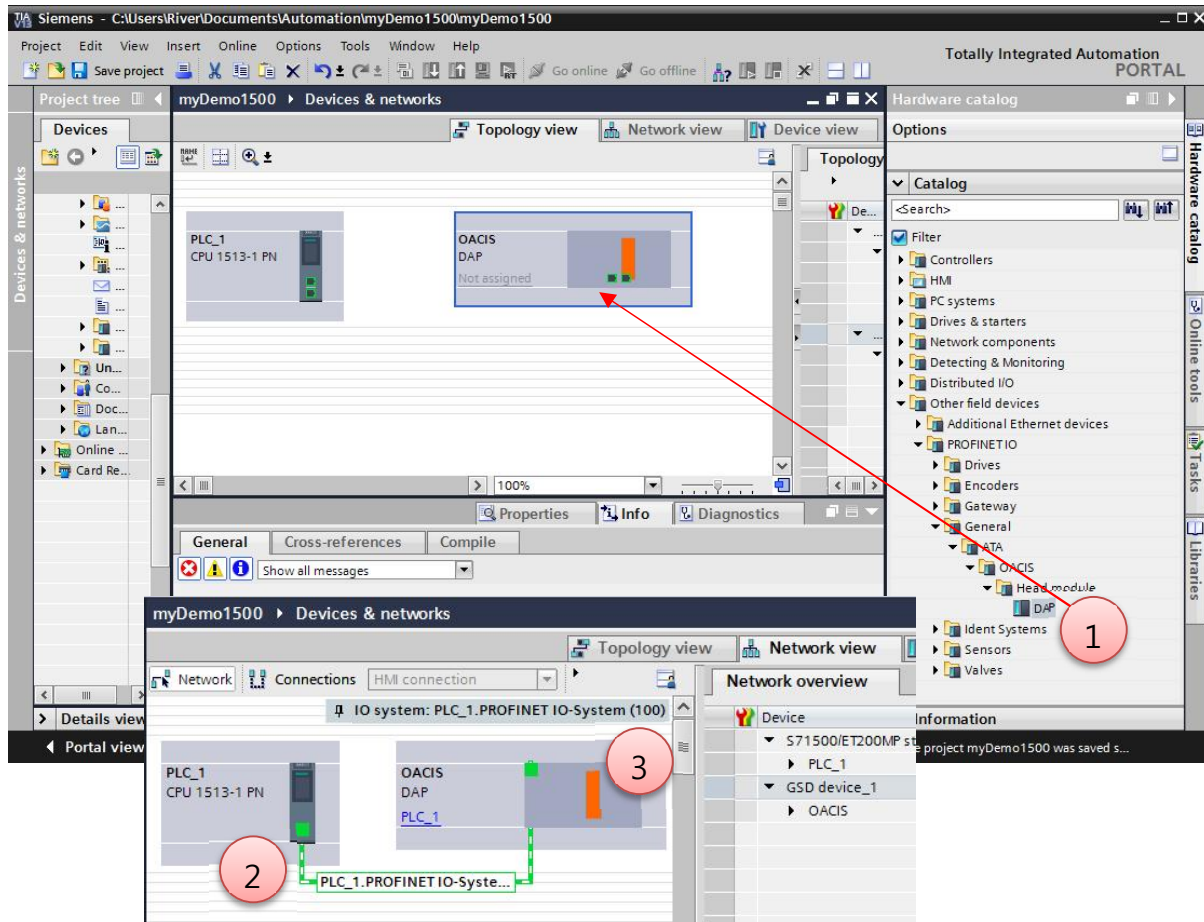 Siemens - C:\Users\River\Documents\Automation\myDemo1500\myDemo1500
Project Edit View Insert Online Options Tools Window Help
Totally Integrated Automation
PORTAL
Save project
Go online
Go offline
Project tree
myDemo1500 Devices & networks
Hardware catalog
Devices
Topology view
Network view
Device view
Options
Devices & networks
NAME
Topology
Catalog
De...
<Search>
Filter
PLC_1
CPU 1513-1 PN
OACIS
DAP
Not assigned
...
...
...
...
...
...
...
...
Un...
Co...
Doc...
Lan...
Online ...
Card Re...
Controllers
HMI
PC systems
Drives & starters
Network components
Detecting & Monitoring
Distributed I/O
Other field devices
Additional Ethernet devices
PROFINET IO
Drives
Encoders
Gateway
General
ATA
OACIS
Head module
DAP
Ident Systems
Sensors
Valves
Hardware catalog
Online tools
Tasks
Libraries
100%
Properties
Info
Diagnostics
General
Cross-references
Compile
Show all messages
1
Details view
Portal view
Information
project myDemo1500 was saved s...
myDemo1500 Devices & networks
Topology view
Network view
Network
Connections
HMI connection
Network overview
IO system: PLC_1.PROFINET IO-System (100)
Device
S71500/ET200MP st
PLC_1
GSD device_1
OACIS
PLC_1
CPU 1513-1 PN
OACIS
DAP
PLC_1
3
2
PLC_1.PROFINET IO-Syste...